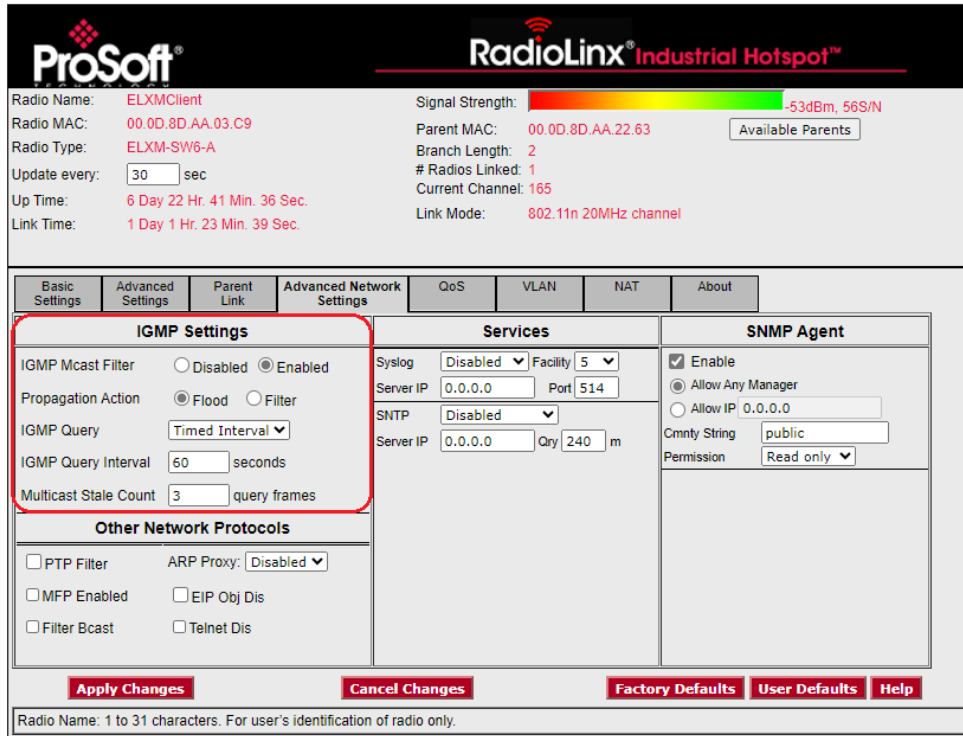 ProSoft®
TECHNOLOGY
RadioLinx® Industrial Hotspot™
Radio Name: ELXMClient
Radio MAC: 00.0D.8D.AA.03.C9
Radio Type: ELXM-SW6-A
Update every: 30 sec
Up Time: 6 Day 22 Hr. 41 Min. 36 Sec.
Link Time: 1 Day 1 Hr. 23 Min. 39 Sec.
Signal Strength: -53dBm, 56S/N
Parent MAC: 00.0D.8D.AA.22.63 Available Parents
Branch Length: 2
# Radios Linked: 1
Current Channel: 165
Link Mode: 802.11n 20MHz channel
Basic Settings
Advanced Settings
Parent Link
Advanced Network Settings
QoS
VLAN
NAT
About
IGMP Settings
IGMP Mcast Filter Disabled Enabled
Propagation Action Flood Filter
IGMP Query Timed Interval
IGMP Query Interval 60 seconds
Multicast Stale Count 3 query frames
Other Network Protocols
PTP Filter ARP Proxy: Disabled
MFP Enabled EIP Obj Dis
Filter Bcast Telnet Dis
Services
Syslog Disabled Facility 5
Server IP 0.0.0.0 Port 514
SNTP Disabled
Server IP 0.0.0.0 Qry 240 m
SNMP Agent
Enable
Allow Any Manager
Allow IP 0.0.0.0
Cmnty String public
Permission Read only
Apply Changes Cancel Changes Factory Defaults User Defaults Help
Radio Name: 1 to 31 characters. For user's identification of radio only.